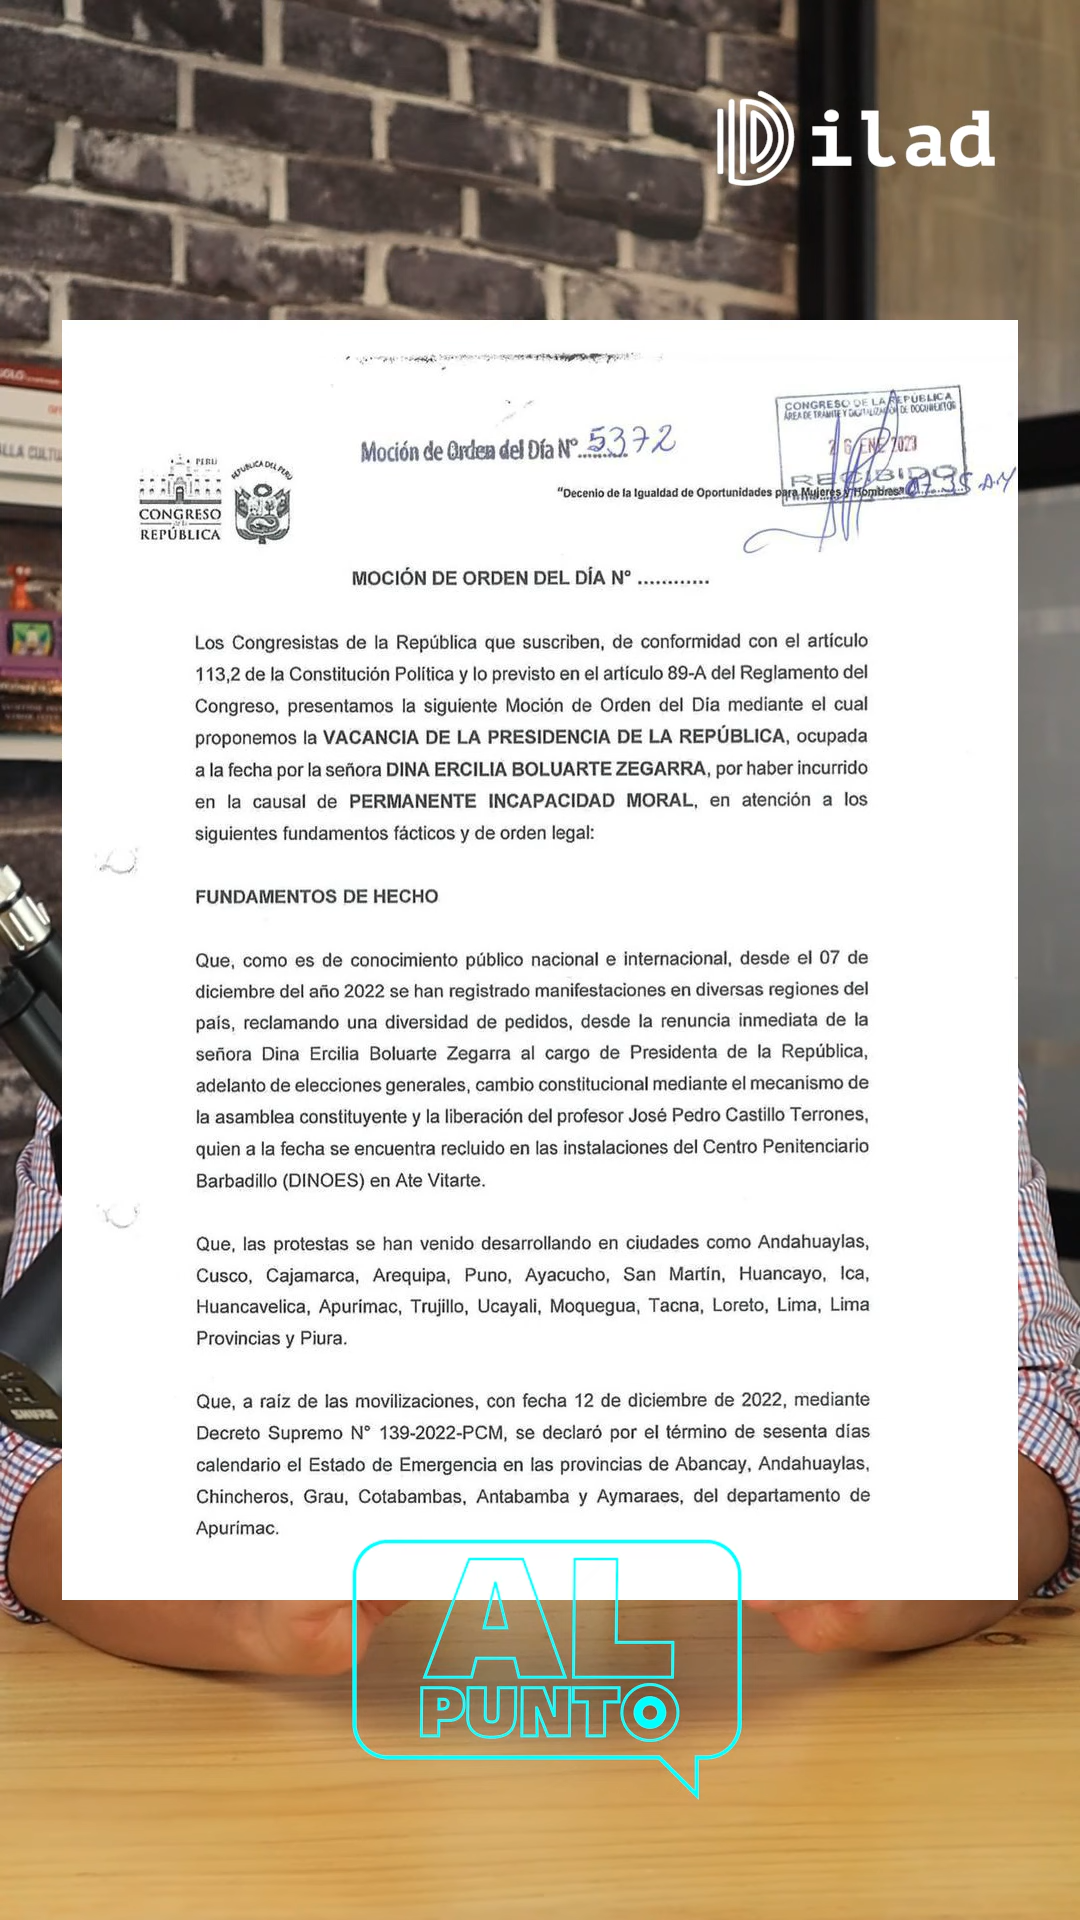 ilad
CONGRESO DE LA REPÚBLICA
ÁREA DE TRAMITE Y DIGITALIZACIÓN DE DOCUMENTOS
26 ENE 2023
RECIBIDO
Moción de Orden del Día N° 5372
"Decenio de la Igualdad de Oportunidades para Mujeres y Hombres"
PERÚ
CONGRESO
de la
REPÚBLICA
REPUBLICA DEL PERU
MOCIÓN DE ORDEN DEL DÍA N° ............
Los Congresistas de la República que suscriben, de conformidad con el artículo
113,2 de la Constitución Política y lo previsto en el artículo 89-A del Reglamento del
Congreso, presentamos la siguiente Moción de Orden del Día mediante el cual
proponemos la VACANCIA DE LA PRESIDENCIA DE LA REPÚBLICA, ocupada
a la fecha por la señora DINA ERCILIA BOLUARTE ZEGARRA, por haber incurrido
en la causal de PERMANENTE INCAPACIDAD MORAL, en atención a los
siguientes fundamentos fácticos y de orden legal:
FUNDAMENTOS DE HECHO
Que, como es de conocimiento público nacional e internacional, desde el 07 de
diciembre del año 2022 se han registrado manifestaciones en diversas regiones del
país, reclamando una diversidad de pedidos, desde la renuncia inmediata de la
señora Dina Ercilia Boluarte Zegarra al cargo de Presidenta de la República,
adelanto de elecciones generales, cambio constitucional mediante el mecanismo de
la asamblea constituyente y la liberación del profesor José Pedro Castillo Terrones,
quien a la fecha se encuentra recluido en las instalaciones del Centro Penitenciario
Barbadillo (DINOES) en Ate Vitarte.
Que, las protestas se han venido desarrollando en ciudades como Andahuaylas,
Cusco, Cajamarca, Arequipa, Puno, Ayacucho, San Martín, Huancayo, Ica,
Huancavelica, Apurímac, Trujillo, Ucayali, Moquegua, Tacna, Loreto, Lima, Lima
Provincias y Piura.
Que, a raíz de las movilizaciones, con fecha 12 de diciembre de 2022, mediante
Decreto Supremo N° 139-2022-PCM, se declaró por el término de sesenta días
calendario el Estado de Emergencia en las provincias de Abancay, Andahuaylas,
Chincheros, Grau, Cotabambas, Antabamba y Aymaraes, del departamento de
Apurímac.
AL
PUNTO